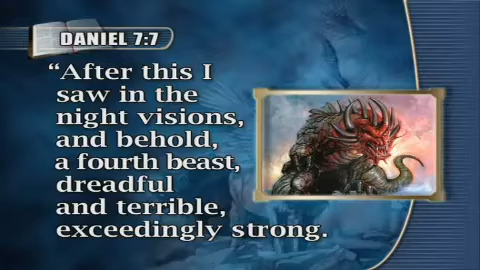 DANIEL 7:7
“After this I
saw in the
night visions,
and behold,
a fourth beast,
dreadful
and terrible,
exceedingly strong.